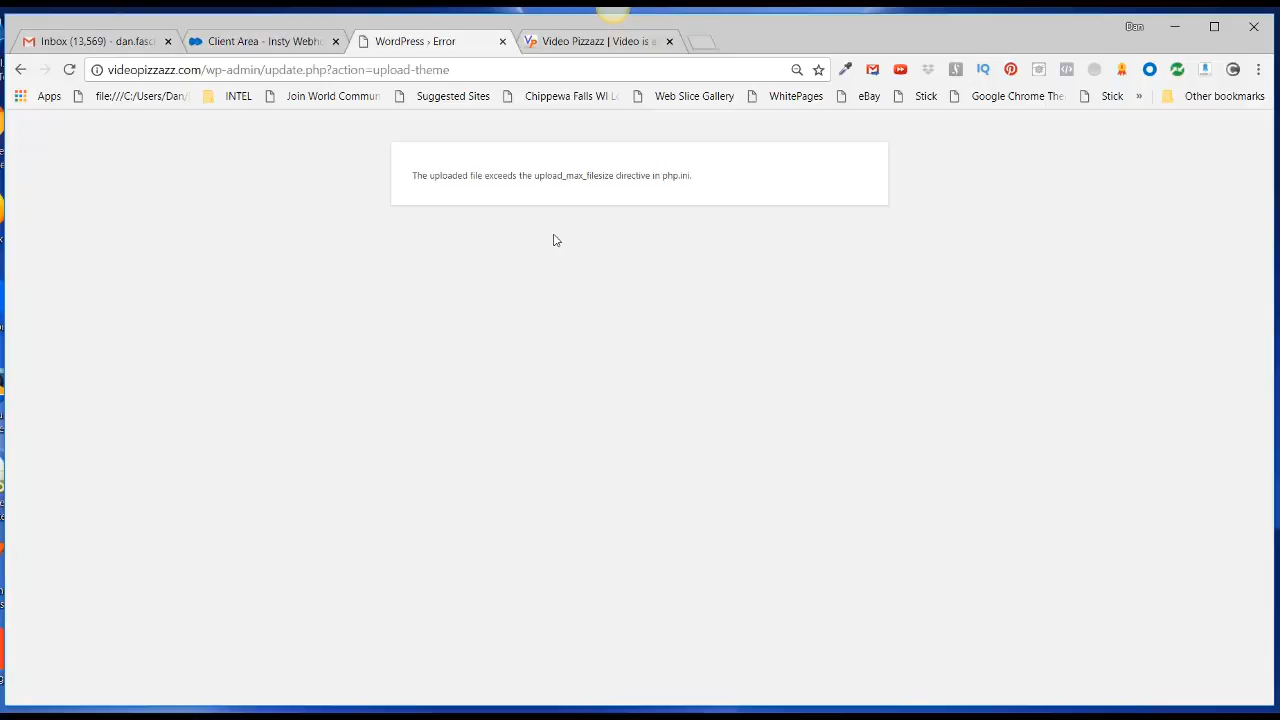 Dan
Inbox (13,569) - dan.fasc
Client Area - Insty Webh
WordPress › Error
Video Pizzazz | Video is a
videopizzazz.com/wp-admin/update.php?action=upload-theme
Apps
file:///C:/Users/Dan/
INTEL
Join World Commun
Suggested Sites
Chippewa Falls WI L
Web Slice Gallery
WhitePages
eBay
Stick
Google Chrome The
Stick
»
Other bookmarks
The uploaded file exceeds the upload_max_filesize directive in php.ini.